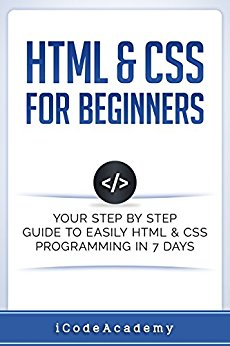 HTML & CSS
FOR BEGINNERS
</>
YOUR STEP BY STEP
GUIDE TO EASILY HTML & CSS
PROGRAMMING IN 7 DAYS
iCodeAcademy